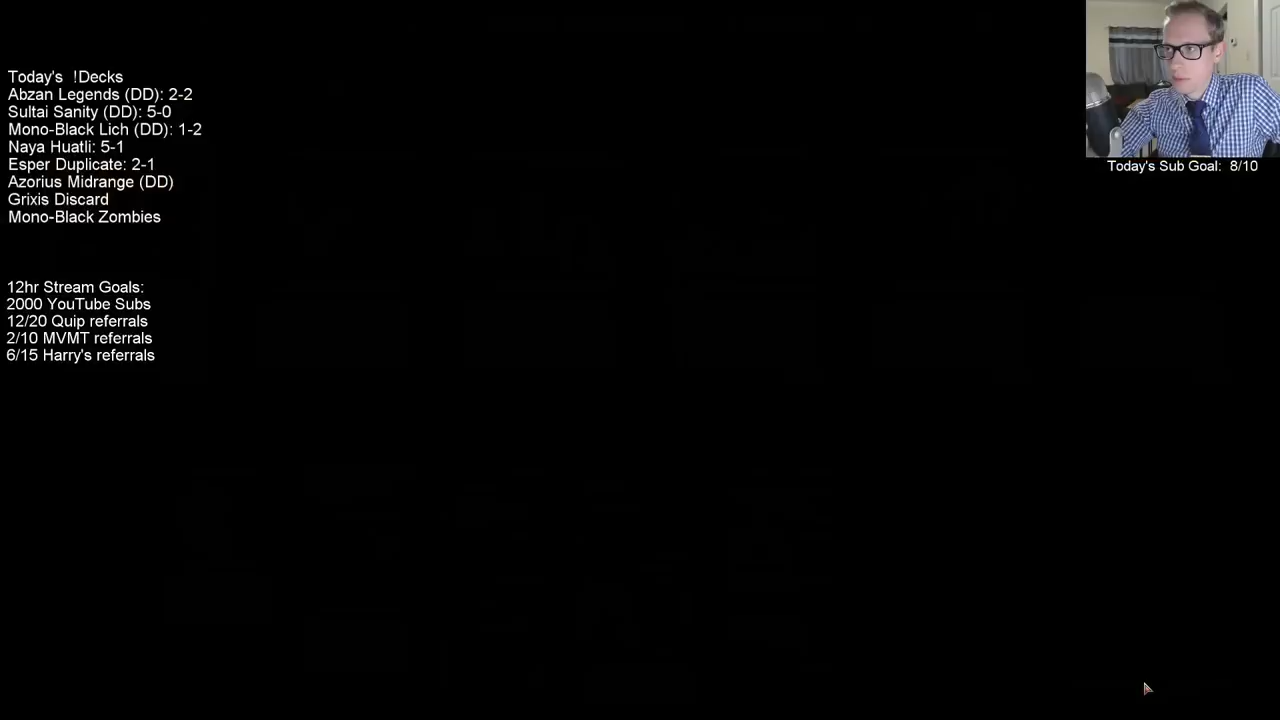 Today's  !Decks
Abzan Legends (DD): 2-2
Sultai Sanity (DD): 5-0
Mono-Black Lich (DD): 1-2
Naya Huatli: 5-1
Esper Duplicate: 2-1
Azorius Midrange (DD)
Grixis Discard
Mono-Black Zombies
12hr Stream Goals:
2000 YouTube Subs
12/20 Quip referrals
2/10 MVMT referrals
6/15 Harry's referrals
Today's Sub Goal:  8/10